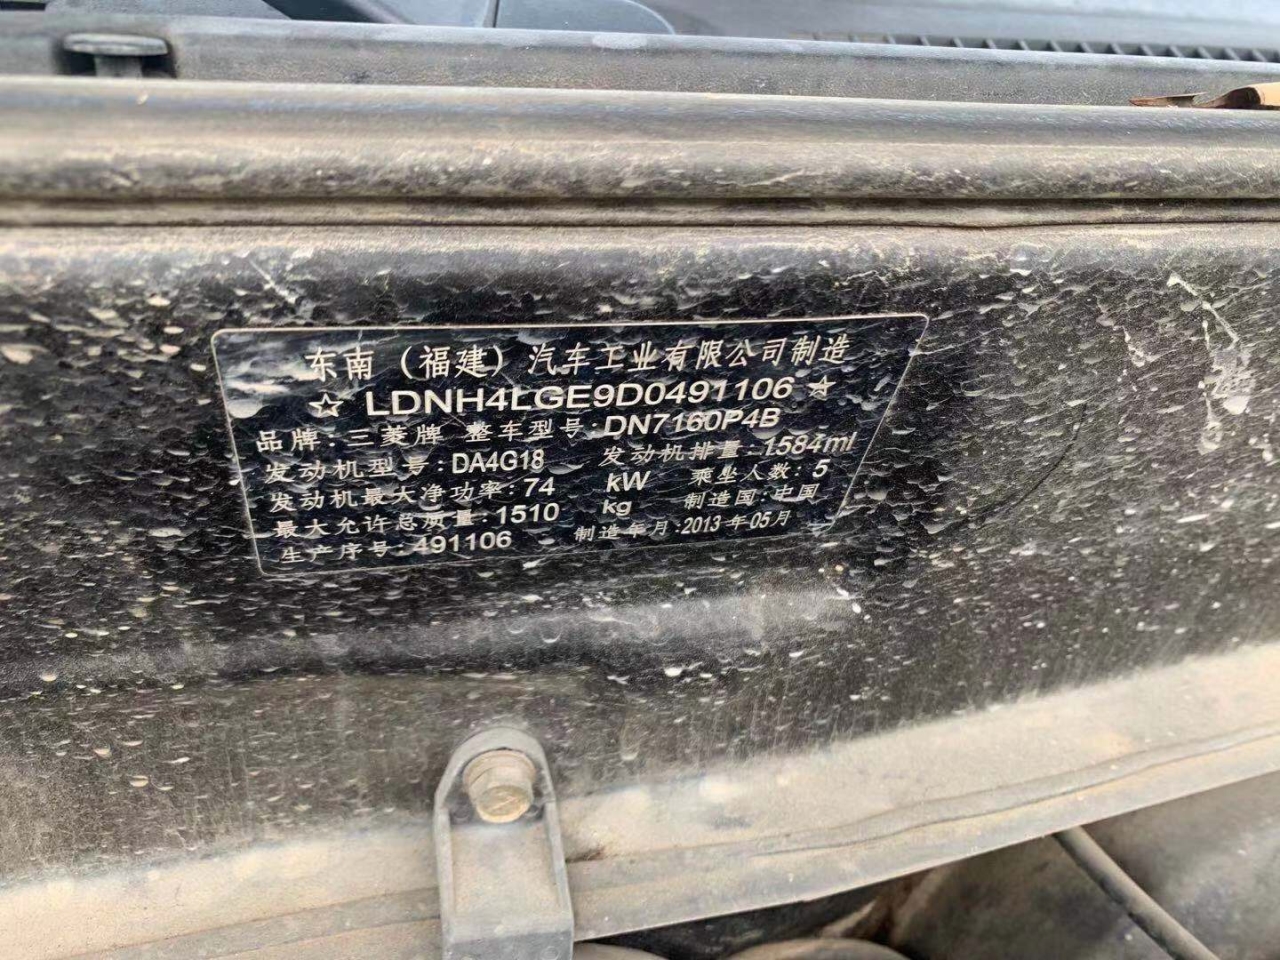 东南（福建）汽车工业有限公司制造
☆ LDNH4LGE9D0491106 ☆
品牌:三菱牌 整车型号:DN7160P4B
发动机型号:DA4G18 发动机排量:1584ml
发动机最大净功率:74 kW 乘坐人数:5
最大允许总质量:1510 kg 制造国:中国
生产序号:491106 制造年月:2013年05月